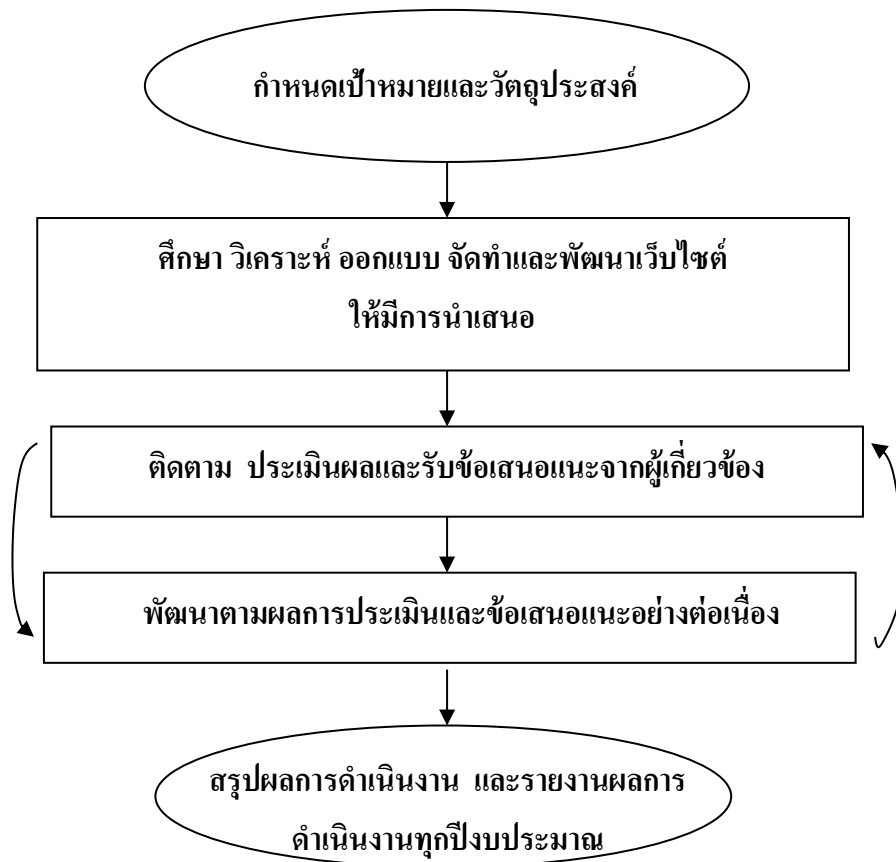 กำหนดเป้าหมายและวัตถุประสงค์
ศึกษา วิเคราะห์ ออกแบบ จัดทำและพัฒนาเว็บไซต์
ให้มีการนำเสนอ
ติดตาม ประเมินผลและรับข้อเสนอแนะจากผู้เกี่ยวข้อง
พัฒนาตามผลการประเมินและข้อเสนอแนะอย่างต่อเนื่อง
สรุปผลการดำเนินงาน และรายงานผลการ
ดำเนินงานทุกปีงบประมาณ